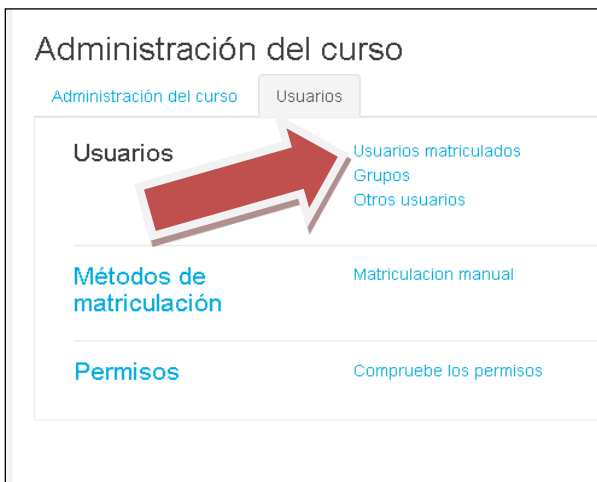 Administración del curso
Administración del curso Usuarios
Usuarios
Usuarios matriculados
Grupos
Otros usuarios
Métodos de
matriculación
Matriculacion manual
Permisos
Compruebe los permisos